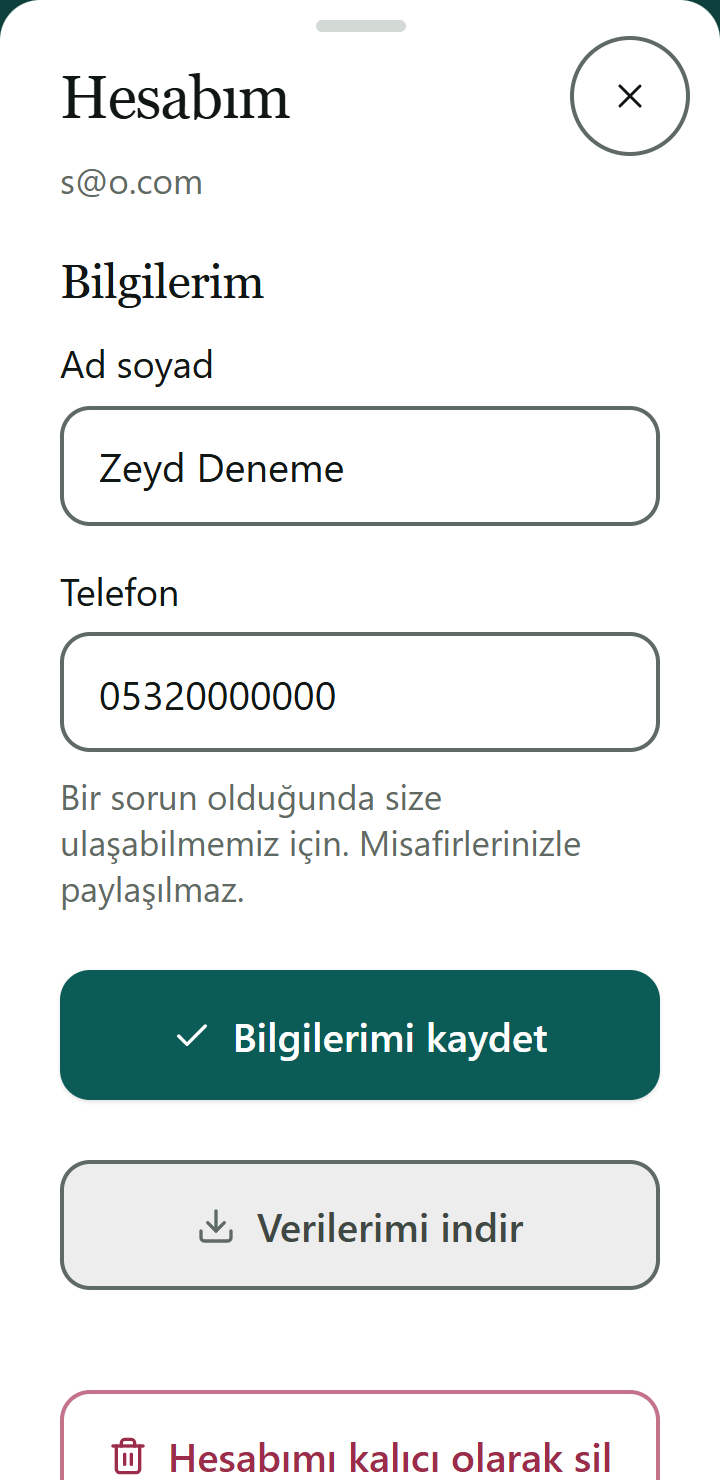 Hesabım
s@o.com
Bilgilerim
Ad soyad
Zeyd Deneme
Telefon
05320000000
Bir sorun olduğunda size
ulaşabilmemiz için. Misafirlerinizle
paylaşılmaz.
Bilgilerimi kaydet
Verilerimi indir
Hesabımı kalıcı olarak sil